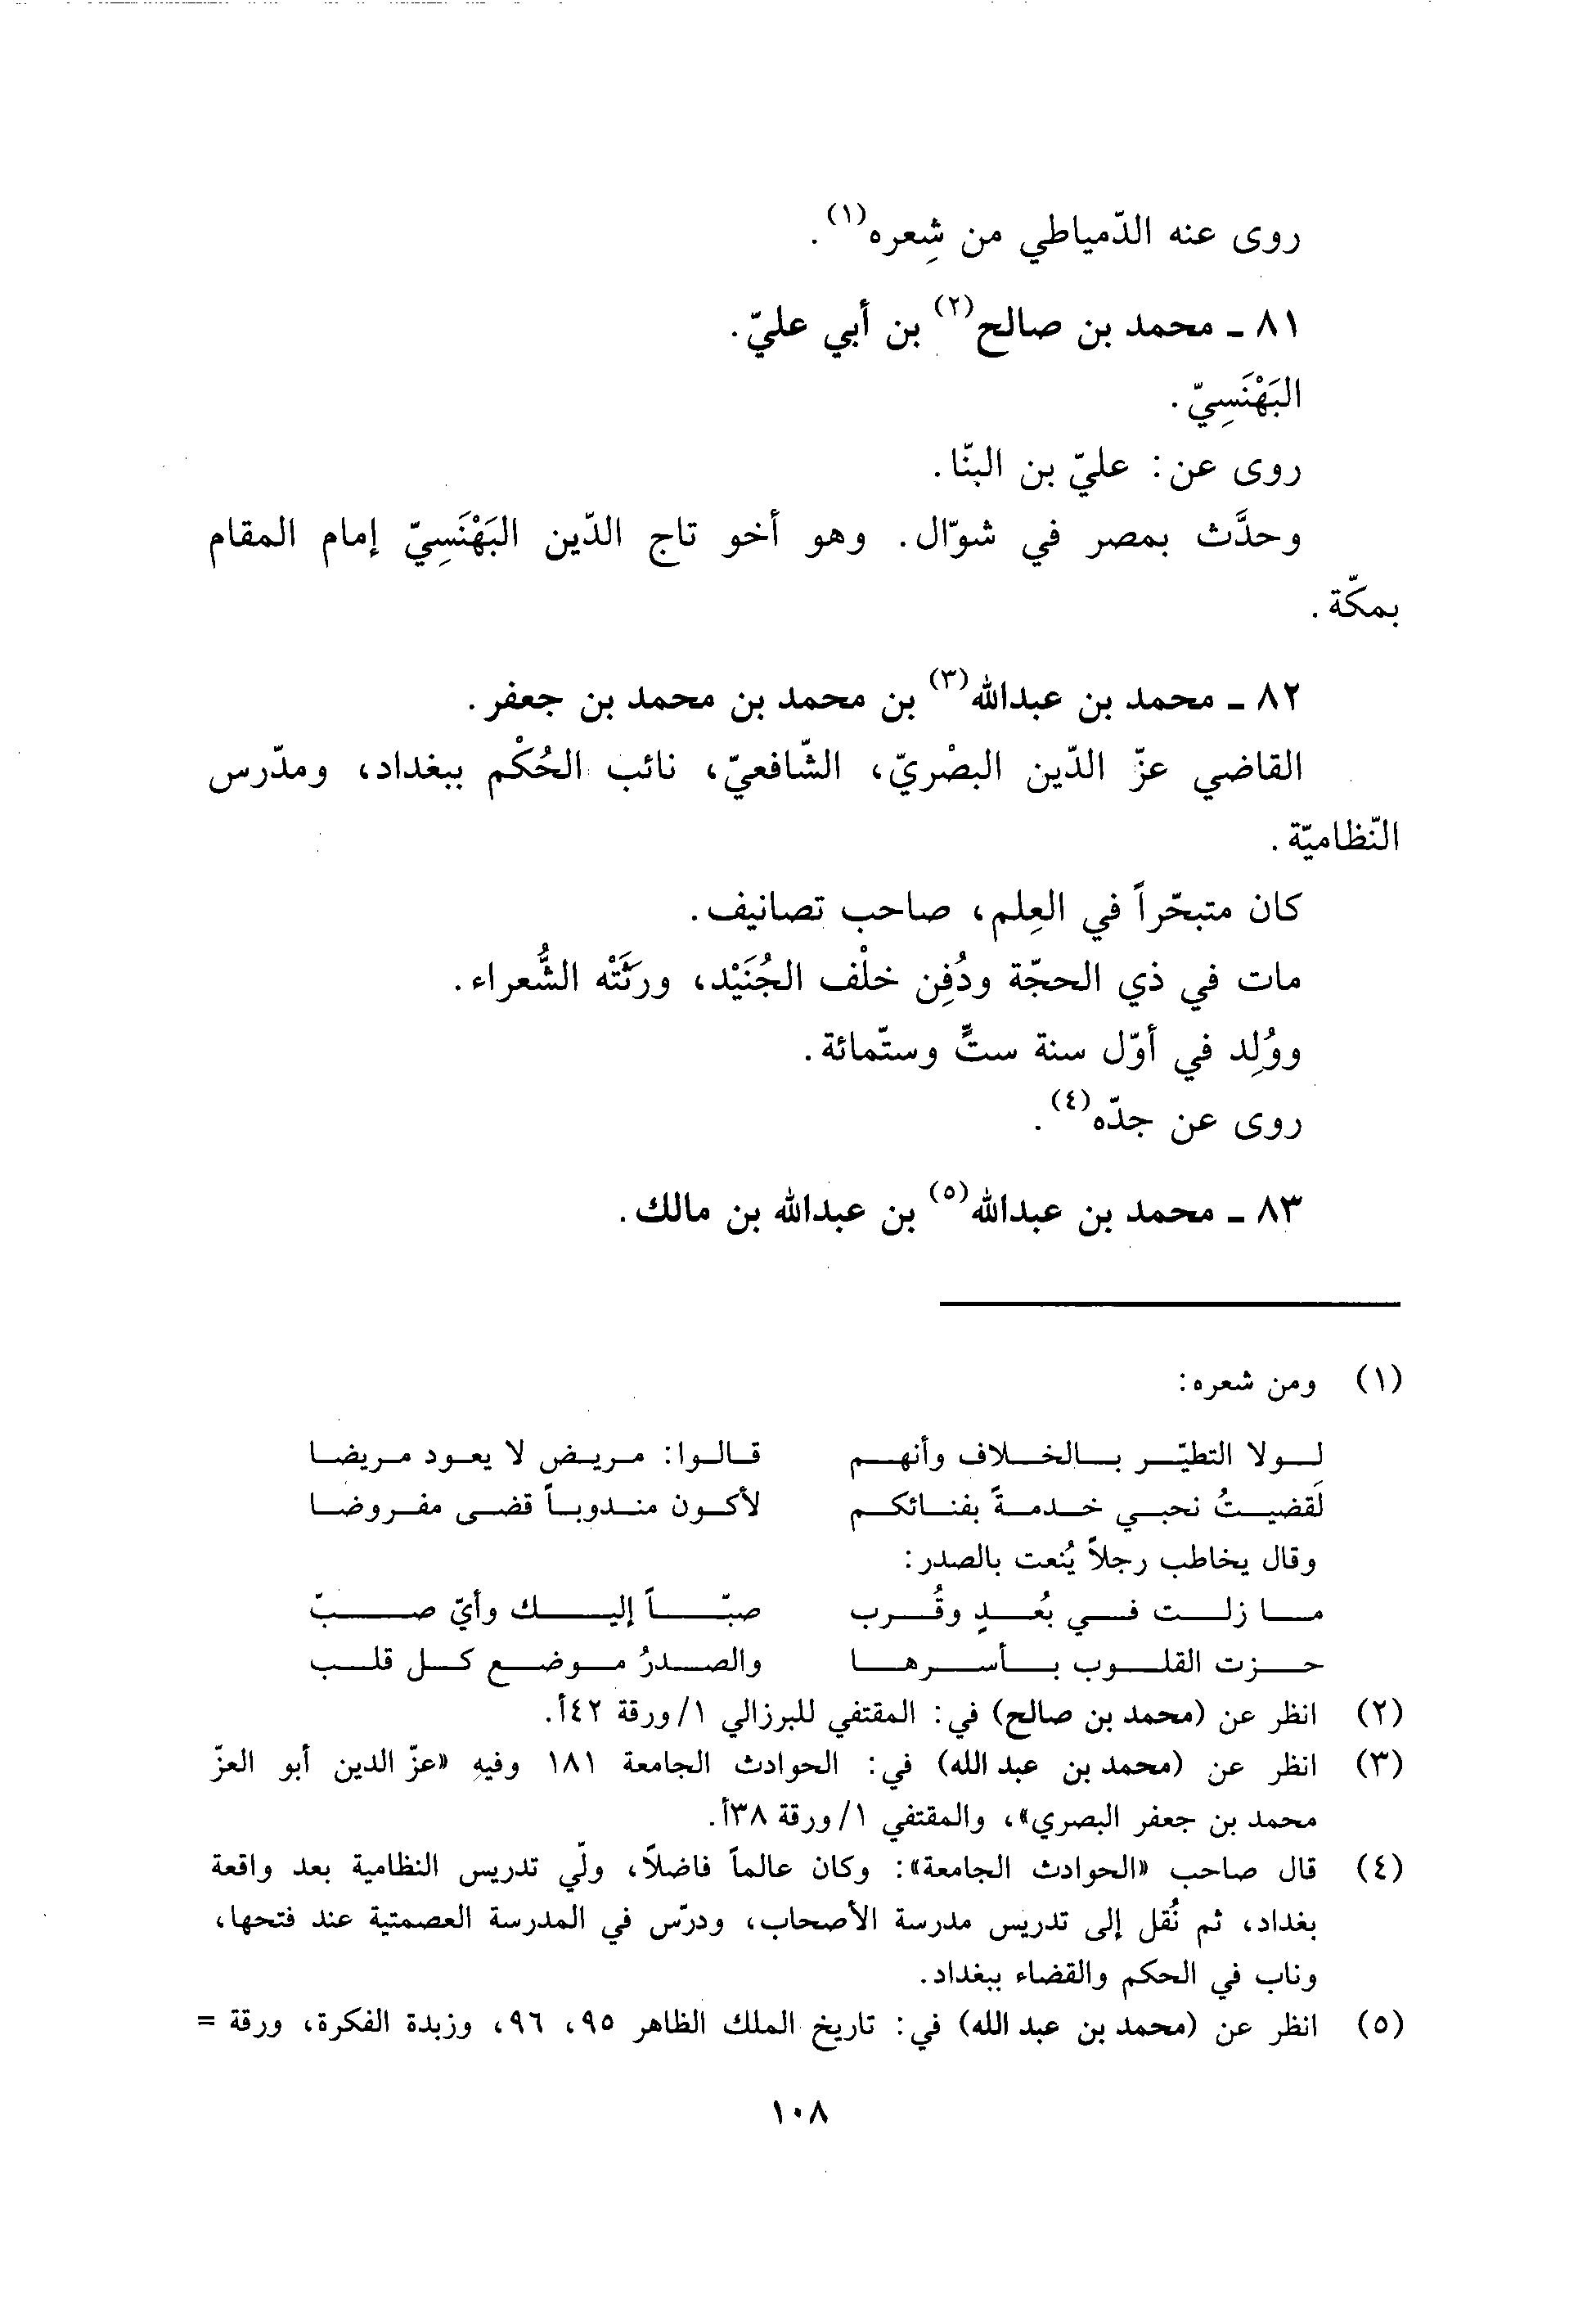 روى عنه الدّمياطي من شِعره(١).
٨١ ـ محمد بن صالح(٢) بن أبي عليّ.
البَهْنَسِيّ.
روى عن: عليّ بن البنّا.
وحدَّث بمصر في شوّال. وهو أخو تاج الدّين البَهْنَسِيّ إمام المقام
بمكّة.
٨٢ ـ محمد بن عبدالله(٣) بن محمد بن محمد بن جعفر.
القاضي عزّ الدّين البصْريّ، الشّافعيّ، نائب الحُكْم ببغداد، ومدّرس
النّظاميّة.
كان متبحّراً في العِلم، صاحب تصانيف.
مات في ذي الحجّة ودُفِن خلْف الجُنَيْد، ورَثَتْه الشُّعراء.
ووُلِد في أوّل سنة ستٍّ وستّمائة.
روى عن جدّه(٤).
٨٣ ـ محمد بن عبدالله(٥) بن عبدالله بن مالك.
(١) ومن شعره:
لولا التطيّر بالخلاف وأنهم قالوا: مريض لا يعود مريضا
لَقضيتُ نحبي خدمةً بفنائكم لأكون مندوباً قضى مفروضا
وقال يخاطب رجلاً يُنعت بالصدر:
ما زلت في بُعدٍ وقُرب صبّاً إليك وأيّ صبّ
حزت القلوب بأسرها والصدرُ موضع كل قلب
(٢) انظر عن (محمد بن صالح) في: المقتفي للبرزالي ١/ورقة ٤٢أ.
(٣) انظر عن (محمد بن عبد الله) في: الحوادث الجامعة ١٨١ وفيه «عزّ الدين أبو العزّ
محمد بن جعفر البصري»، والمقتفي ١/ورقة ٣٨أ.
(٤) قال صاحب «الحوادث الجامعة»: وكان عالماً فاضلاً، ولّي تدريس النظامية بعد واقعة
بغداد، ثم نُقل إلى تدريس مدرسة الأصحاب، ودرّس في المدرسة العصمتية عند فتحها،
وناب في الحكم والقضاء ببغداد.
(٥) انظر عن (محمد بن عبد الله) في: تاريخ الملك الظاهر ٩٥، ٩٦، وزبدة الفكرة، ورقة =
١٠٨